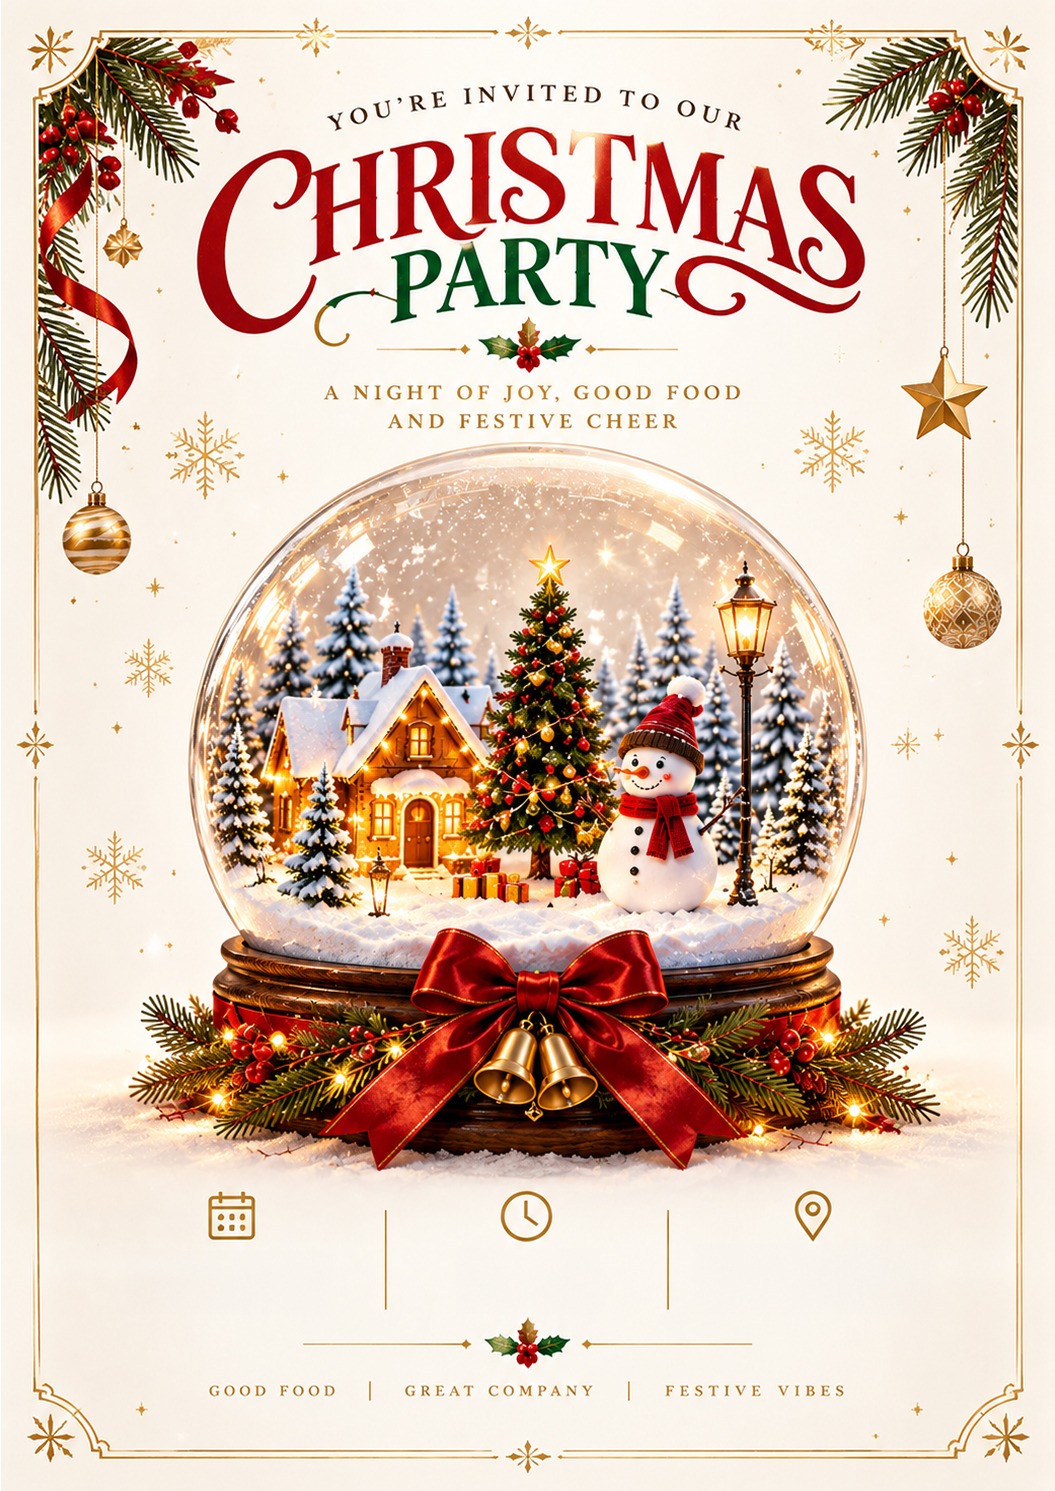 YOU'RE INVITED TO OUR
CHRISTMAS
PARTY
A NIGHT OF JOY, GOOD FOOD
AND FESTIVE CHEER
GOOD FOOD | GREAT COMPANY | FESTIVE VIBES